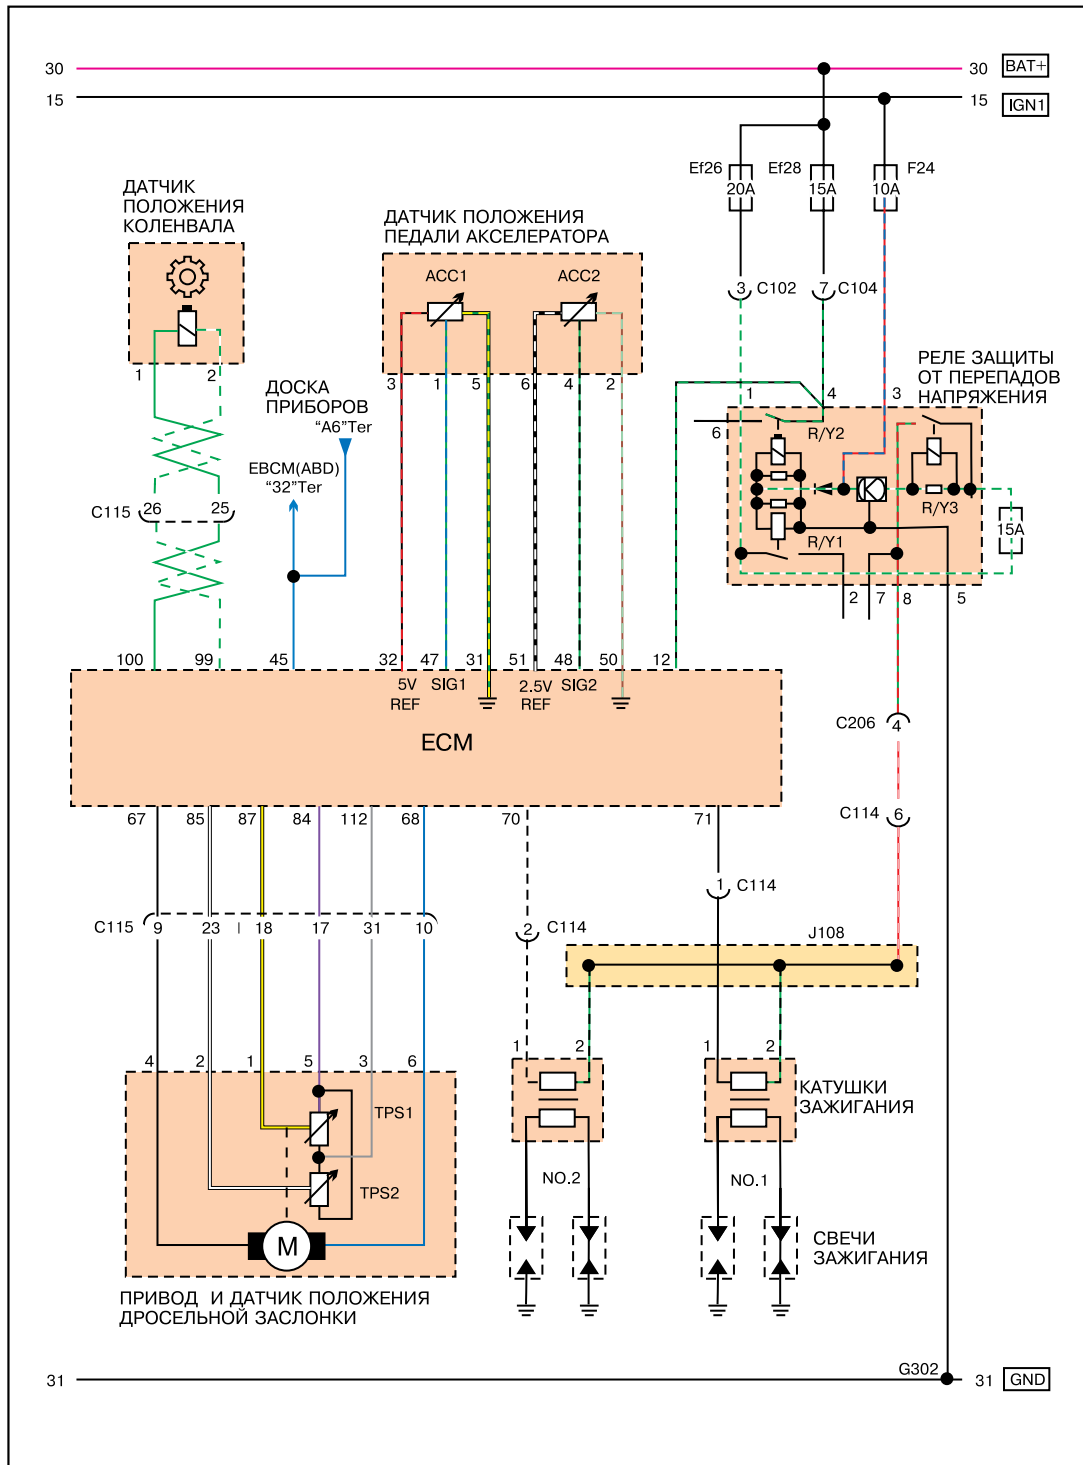 30
30 BAT+
15
15 IGN1
Ef26 Ef28 F24
20A 15A 10A
ДАТЧИК
ПОЛОЖЕНИЯ
КОЛЕНВАЛА
ДАТЧИК ПОЛОЖЕНИЯ
ПЕДАЛИ АКСЕЛЕРАТОРА
ACC1 ACC2
3 C102 7 C104
РЕЛЕ ЗАЩИТЫ
ОТ ПЕРЕПАДОВ
НАПРЯЖЕНИЯ
1 2
3 1 5 6 4 2
1 4 3
ДОСКА
ПРИБОРОВ
“A6”Ter
6 R/Y2
EBCM(ABD)
“32”Ter
C115 26 25
R/Y3
15A
R/Y1
2 7 8 5
100 99 45 32 47 31 51 48 50 12
5V SIG1 2.5V SIG2
REF REF
ECM
C206 4
C114 6
67 85 87 84 112 68 70 71
1 C114
C115 9 23 18 17 31 10
2 C114
J108
4 2 1 5 3 6
1 2 1 2
КАТУШКИ
ЗАЖИГАНИЯ
TPS1
TPS2
NO.2 NO.1
M
СВЕЧИ
ЗАЖИГАНИЯ
ПРИВОД И ДАТЧИК ПОЛОЖЕНИЯ
ДРОСЕЛЬНОЙ ЗАСЛОНКИ
G302
31
31 GND